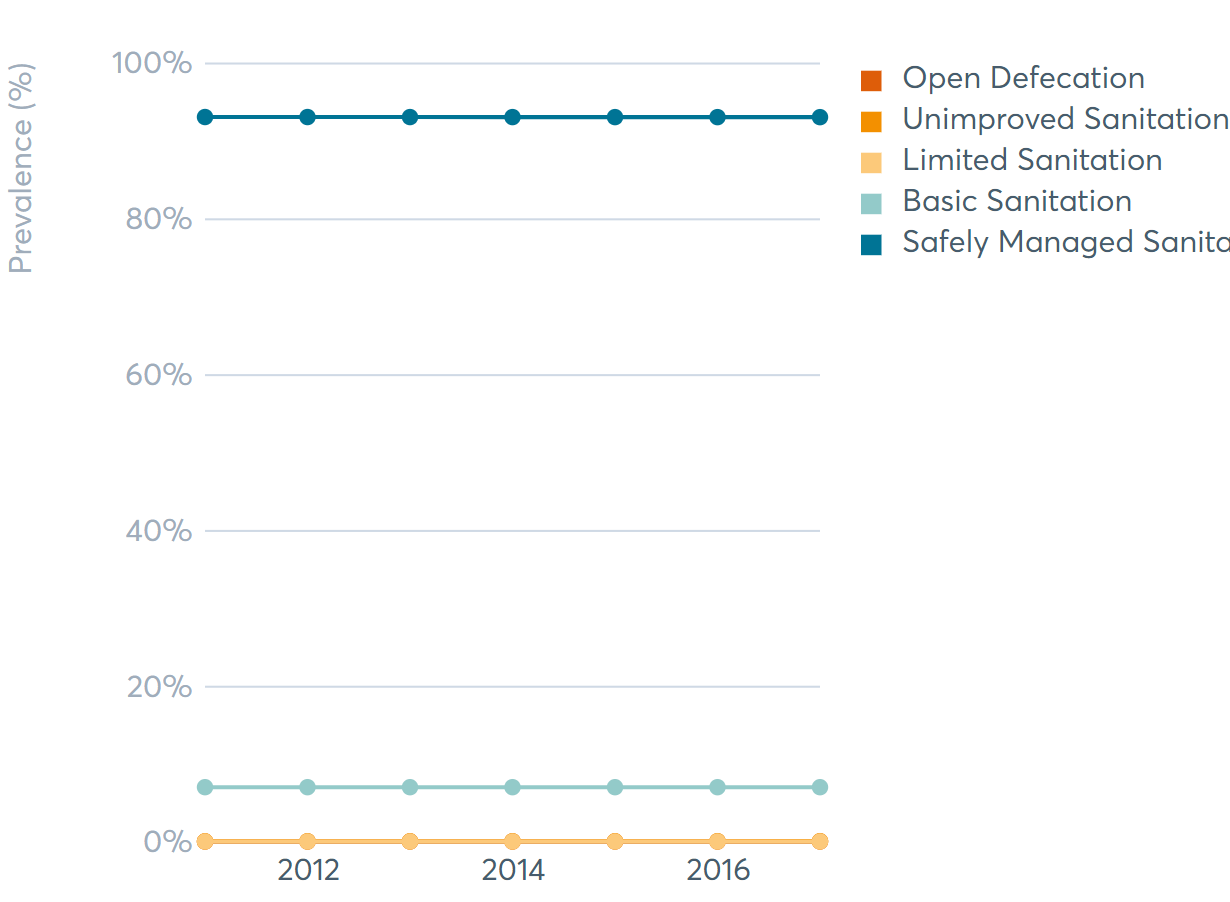 Prevalence (%)
100%
80%
60%
40%
20%
0%
2012
2014
2016
Open Defecation
Unimproved Sanitation
Limited Sanitation
Basic Sanitation
Safely Managed Sanita